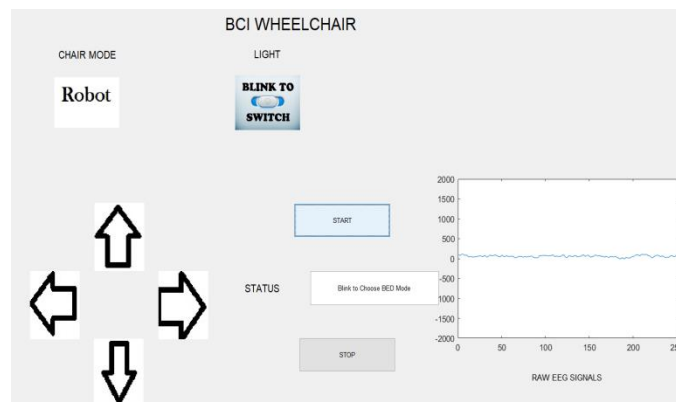 BCI WHEELCHAIR
CHAIR MODE
LIGHT
Robot
BLINK TO
SWITCH
START
STATUS
Blink to Choose BED Mode
STOP
2000
1500
1000
500
0
-500
-1000
-1500
-2000
0 50 100 150 200 25
RAW EEG SIGNALS